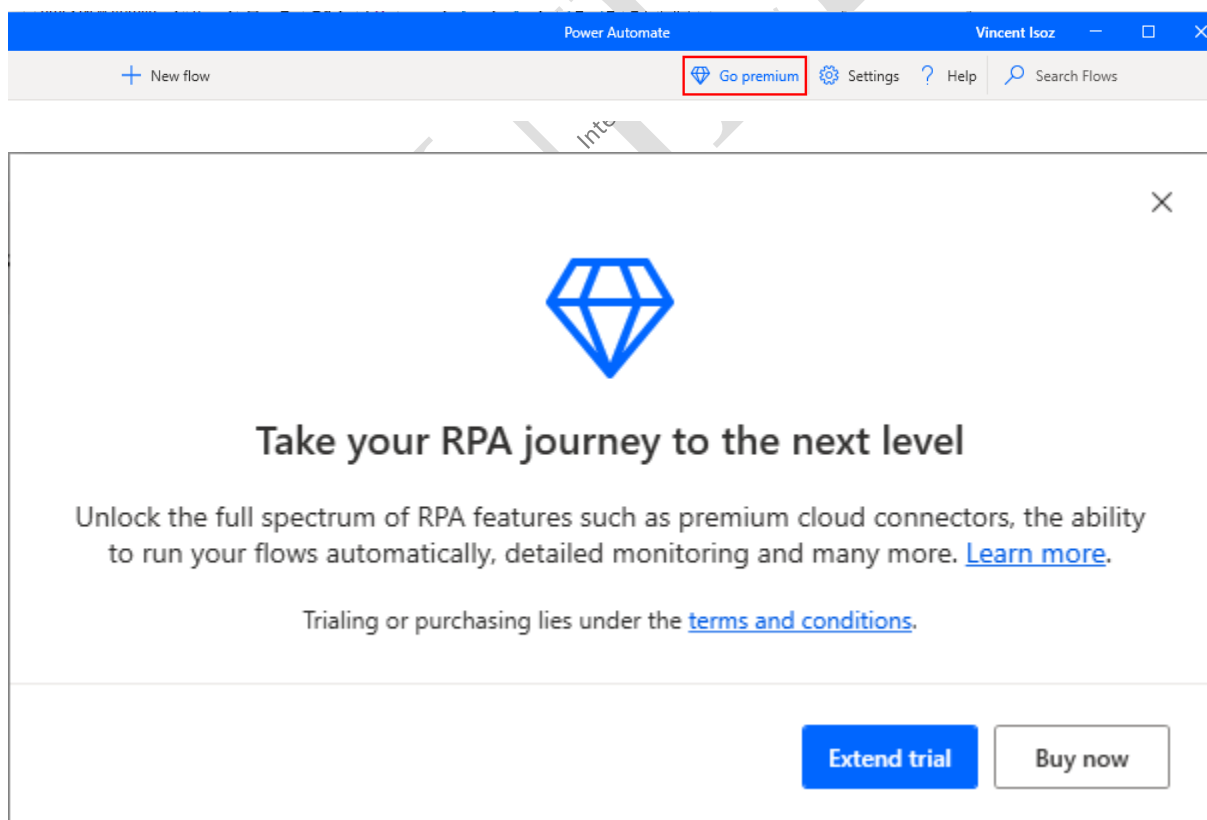 Power Automate
Vincent Isoz
New flow
Go premium
Settings
? Help
Search Flows
Inte
Take your RPA journey to the next level
Unlock the full spectrum of RPA features such as premium cloud connectors, the ability
to run your flows automatically, detailed monitoring and many more. Learn more.
Trialing or purchasing lies under the terms and conditions.
Extend trial
Buy now